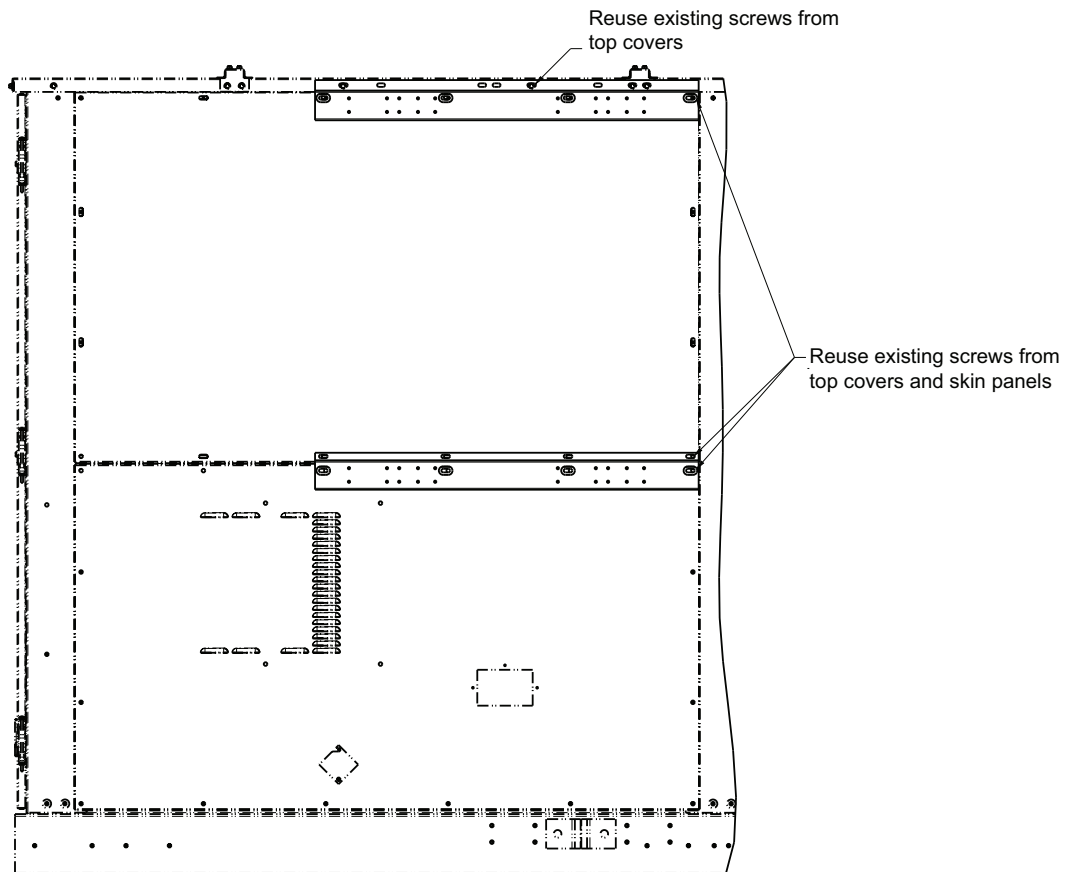 Reuse existing screws from
top covers
Reuse existing screws from
top covers and skin panels